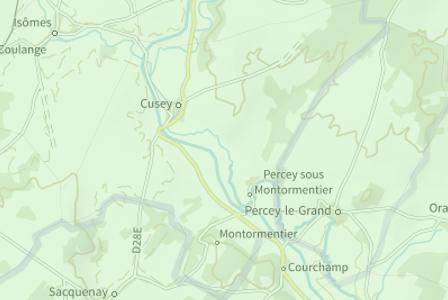 Isômes
Coulange
Cusey
Percey sous
Montormentier
Percey-le-Grand
Ora
D28E
Montormentier
Courchamp
Sacquenay